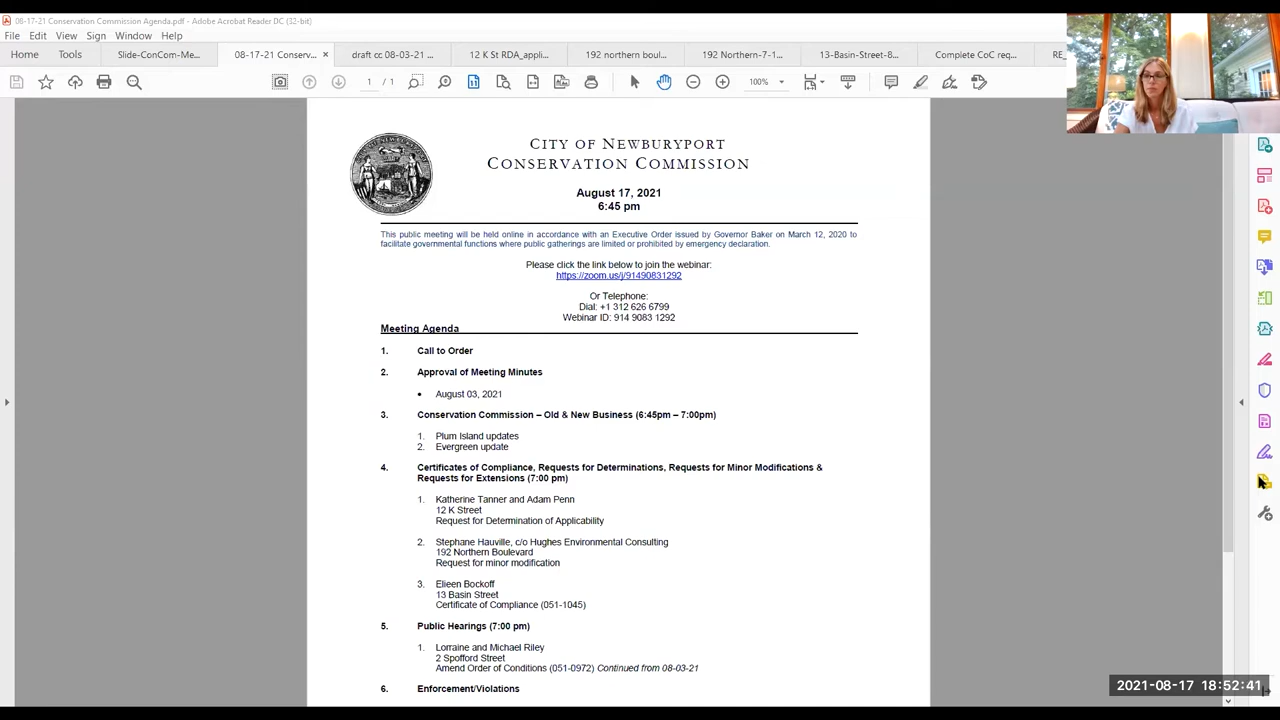 08-17-21 Conservation Commission Agenda.pdf - Adobe Acrobat Reader DC (32-bit)
File Edit View Sign Window Help
Home Tools Slide-ConCom-Me... 08-17-21 Conserv... × draft cc 08-03-21 ... 12 K St RDA_appli... 192 northern boul... 192 Northern-7-1... 13-Basin-Street-8... Complete CoC req... RE_
1 / 1 100%
CITY OF NEWBURYPORT
CONSERVATION COMMISSION
August 17, 2021
6:45 pm
This public meeting will be held online in accordance with an Executive Order issued by Governor Baker on March 12, 2020 to
facilitate governmental functions where public gatherings are limited or prohibited by emergency declaration.
Please click the link below to join the webinar:
https://zoom.us/j/91490831292
Or Telephone:
Dial: +1 312 626 6799
Webinar ID: 914 9083 1292
Meeting Agenda
1. Call to Order
2. Approval of Meeting Minutes
• August 03, 2021
3. Conservation Commission – Old & New Business (6:45pm – 7:00pm)
1. Plum Island updates
2. Evergreen update
4. Certificates of Compliance, Requests for Determinations, Requests for Minor Modifications &
Requests for Extensions (7:00 pm)
1. Katherine Tanner and Adam Penn
12 K Street
Request for Determination of Applicability
2. Stephane Hauville, c/o Hughes Environmental Consulting
192 Northern Boulevard
Request for minor modification
3. Elieen Bockoff
13 Basin Street
Certificate of Compliance (051-1045)
5. Public Hearings (7:00 pm)
1. Lorraine and Michael Riley
2 Spofford Street
Amend Order of Conditions (051-0972) Continued from 08-03-21
6. Enforcement/Violations
2021-08-17 18:52:41